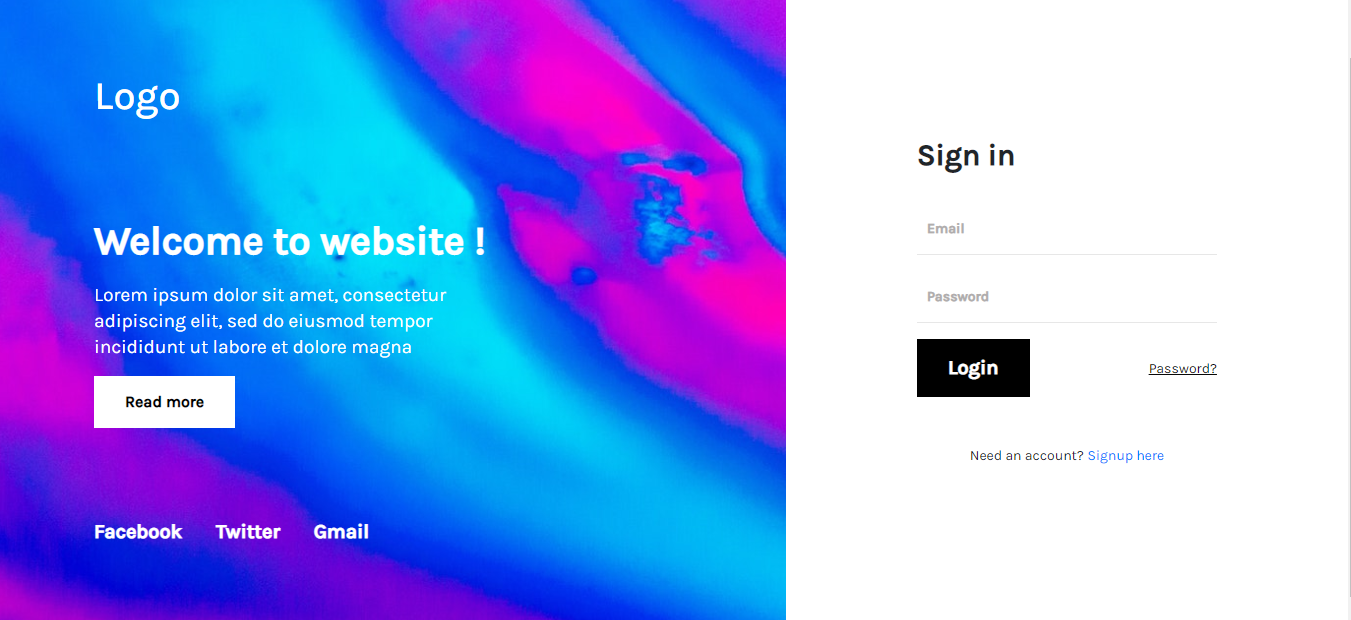 Logo
Welcome to website !
Lorem ipsum dolor sit amet, consectetur
adipiscing elit, sed do eiusmod tempor
incididunt ut labore et dolore magna
Read more
Facebook Twitter Gmail
Sign in
Email
Password
Login Password?
Need an account? Signup here